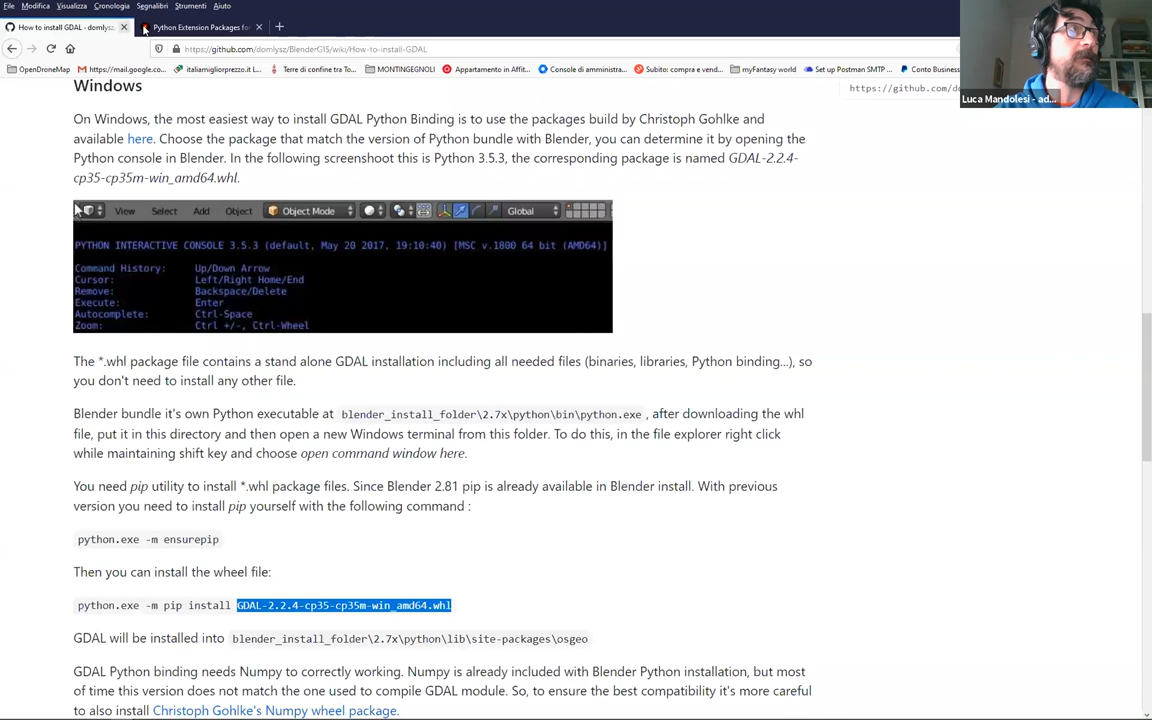 File Modifica Visualizza Cronologia Segnalibri Strumenti Aiuto
How to install GDAL - domlysz
Python Extension Packages fo
https://github.com/domlysz/BlenderGIS/wiki/How-to-install-GDAL
OpenDroneMap https://mail.google.co... italiamigliorprezzo.it L... Terre di confine tra To... MONTINGEGNOLI Appartamento in Affit... Console di amministra... Subito: compra e vend... myFantasy world Set up Postman SMTP ... Conto Business
Windows
https://github.com/do
Luca Mandolesi - ad...
On Windows, the most easiest way to install GDAL Python Binding is to use the packages build by Christoph Gohlke and
available here. Choose the package that match the version of Python bundle with Blender, you can determine it by opening the
Python console in Blender. In the following screenshoot this is Python 3.5.3, the corresponding package is named GDAL-2.2.4-
cp35-cp35m-win_amd64.whl.
View Select Add Object Object Mode Global
PYTHON INTERACTIVE CONSOLE 3.5.3 (default, May 20 2017, 19:10:40) [MSC v.1800 64 bit (AMD64)]
Command History: Up/Down Arrow
Cursor: Left/Right Home/End
Remove: Backspace/Delete
Execute: Enter
Autocomplete: Ctrl-Space
Zoom: Ctrl +/-, Ctrl-Wheel
The *.whl package file contains a stand alone GDAL installation including all needed files (binaries, libraries, Python binding...), so
you don't need to install any other file.
Blender bundle it's own Python executable at blender_install_folder\2.7x\python\bin\python.exe , after downloading the whl
file, put it in this directory and then open a new Windows terminal from this folder. To do this, in the file explorer right click
while maintaining shift key and choose open command window here.
You need pip utility to install *.whl package files. Since Blender 2.81 pip is already available in Blender install. With previous
version you need to install pip yourself with the following command :
python.exe -m ensurepip
Then you can install the wheel file:
python.exe -m pip install GDAL-2.2.4-cp35-cp35m-win_amd64.whl
GDAL will be installed into blender_install_folder\2.7x\python\lib\site-packages\osgeo
GDAL Python binding needs Numpy to correctly working. Numpy is already included with Blender Python installation, but most
of time this version does not match the one used to compile GDAL module. So, to ensure the best compatibility it's more careful
to also install Christoph Gohlke's Numpy wheel package.